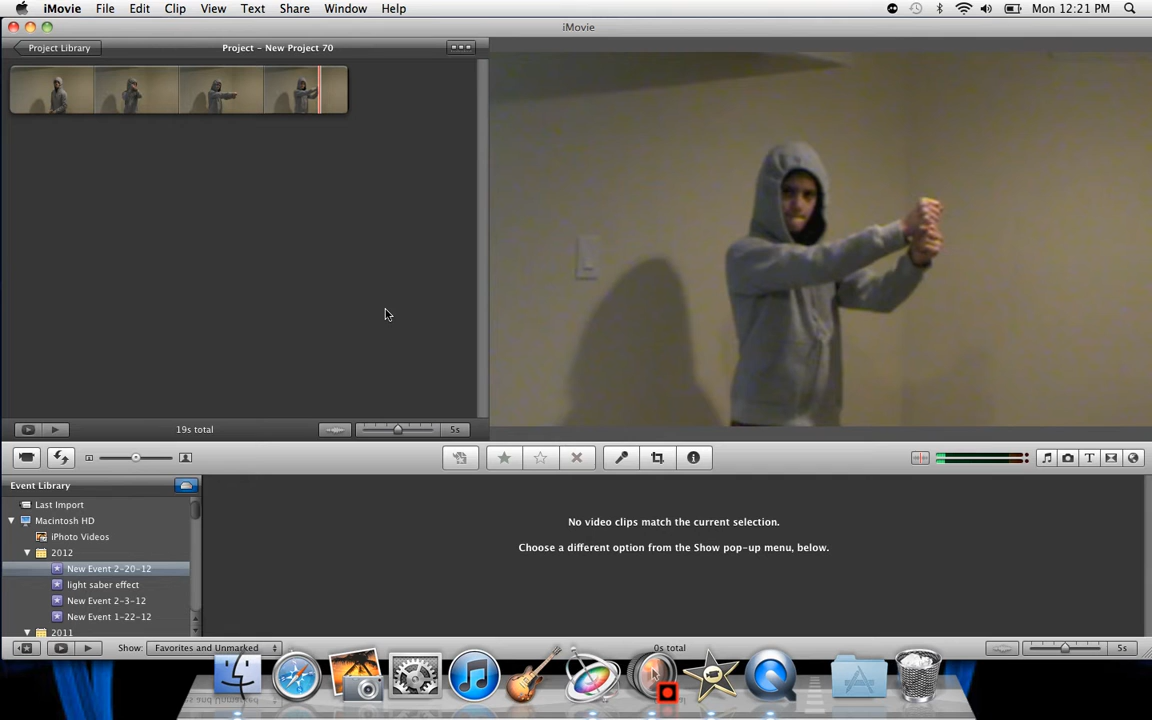 iMovie File Edit Clip View Text Share Window Help Mon 12:21 PM
iMovie
Project Library Project - New Project 70
19s total 5s
Event Library
Last Import
Macintosh HD
iPhoto Videos
2012
New Event 2-20-12
light saber effect
New Event 2-3-12
New Event 1-22-12
2011
No video clips match the current selection.
Choose a different option from the Show pop-up menu, below.
Show: Favorites and Unmarked 0s total 5s